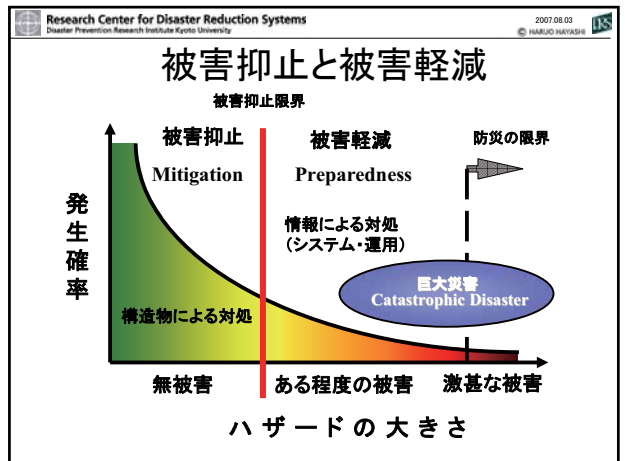 Research Center for Disaster Reduction Systems
Disaster Prevention Research Institute Kyoto University
2007.08.03
© HARUO HAYASHI
DRS
被害抑止と被害軽減
被害抑止限界
被害抑止
被害軽減
防災の限界
Mitigation
Preparedness
発生確率
情報による対処
(システム・運用)
巨大災害
Catastrophic Disaster
構造物による対処
無被害
ある程度の被害
激甚な被害
ハザードの大きさ